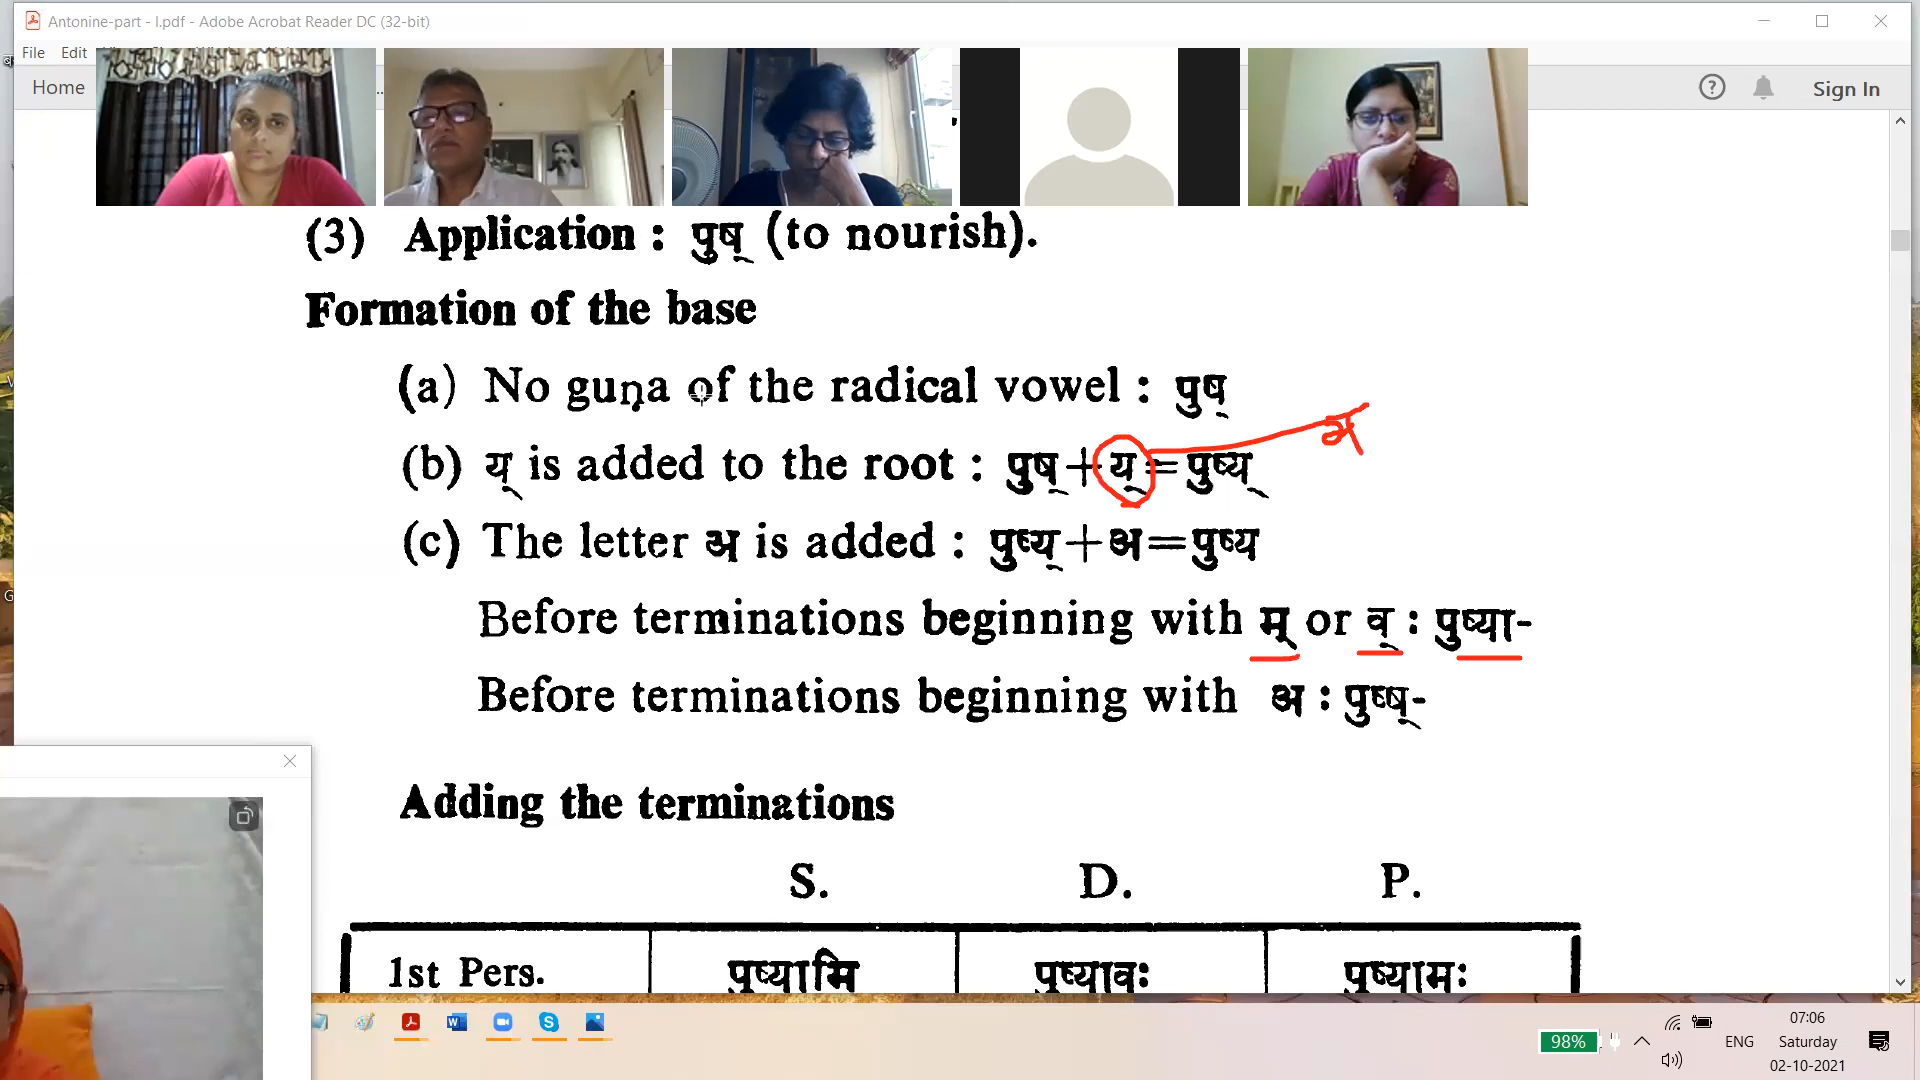 Antonine-part - I.pdf - Adobe Acrobat Reader DC (32-bit)
File Edit
Home
Sign In
(3) Application : पुष् (to nourish).
Formation of the base
(a) No guṇa of the radical vowel : पुष्
(b) य् is added to the root : पुष्+य्=पुष्य्
(c) The letter अ is added : पुष्य्+अ=पुष्य
Before terminations beginning with म् or व् : पुष्या-
Before terminations beginning with अ : पुष्ष्-
Adding the terminations
S. D. P.
1st Pers. पुष्यामि पुष्यावः पुष्यामः
98%
ENG
07:06
Saturday
02-10-2021